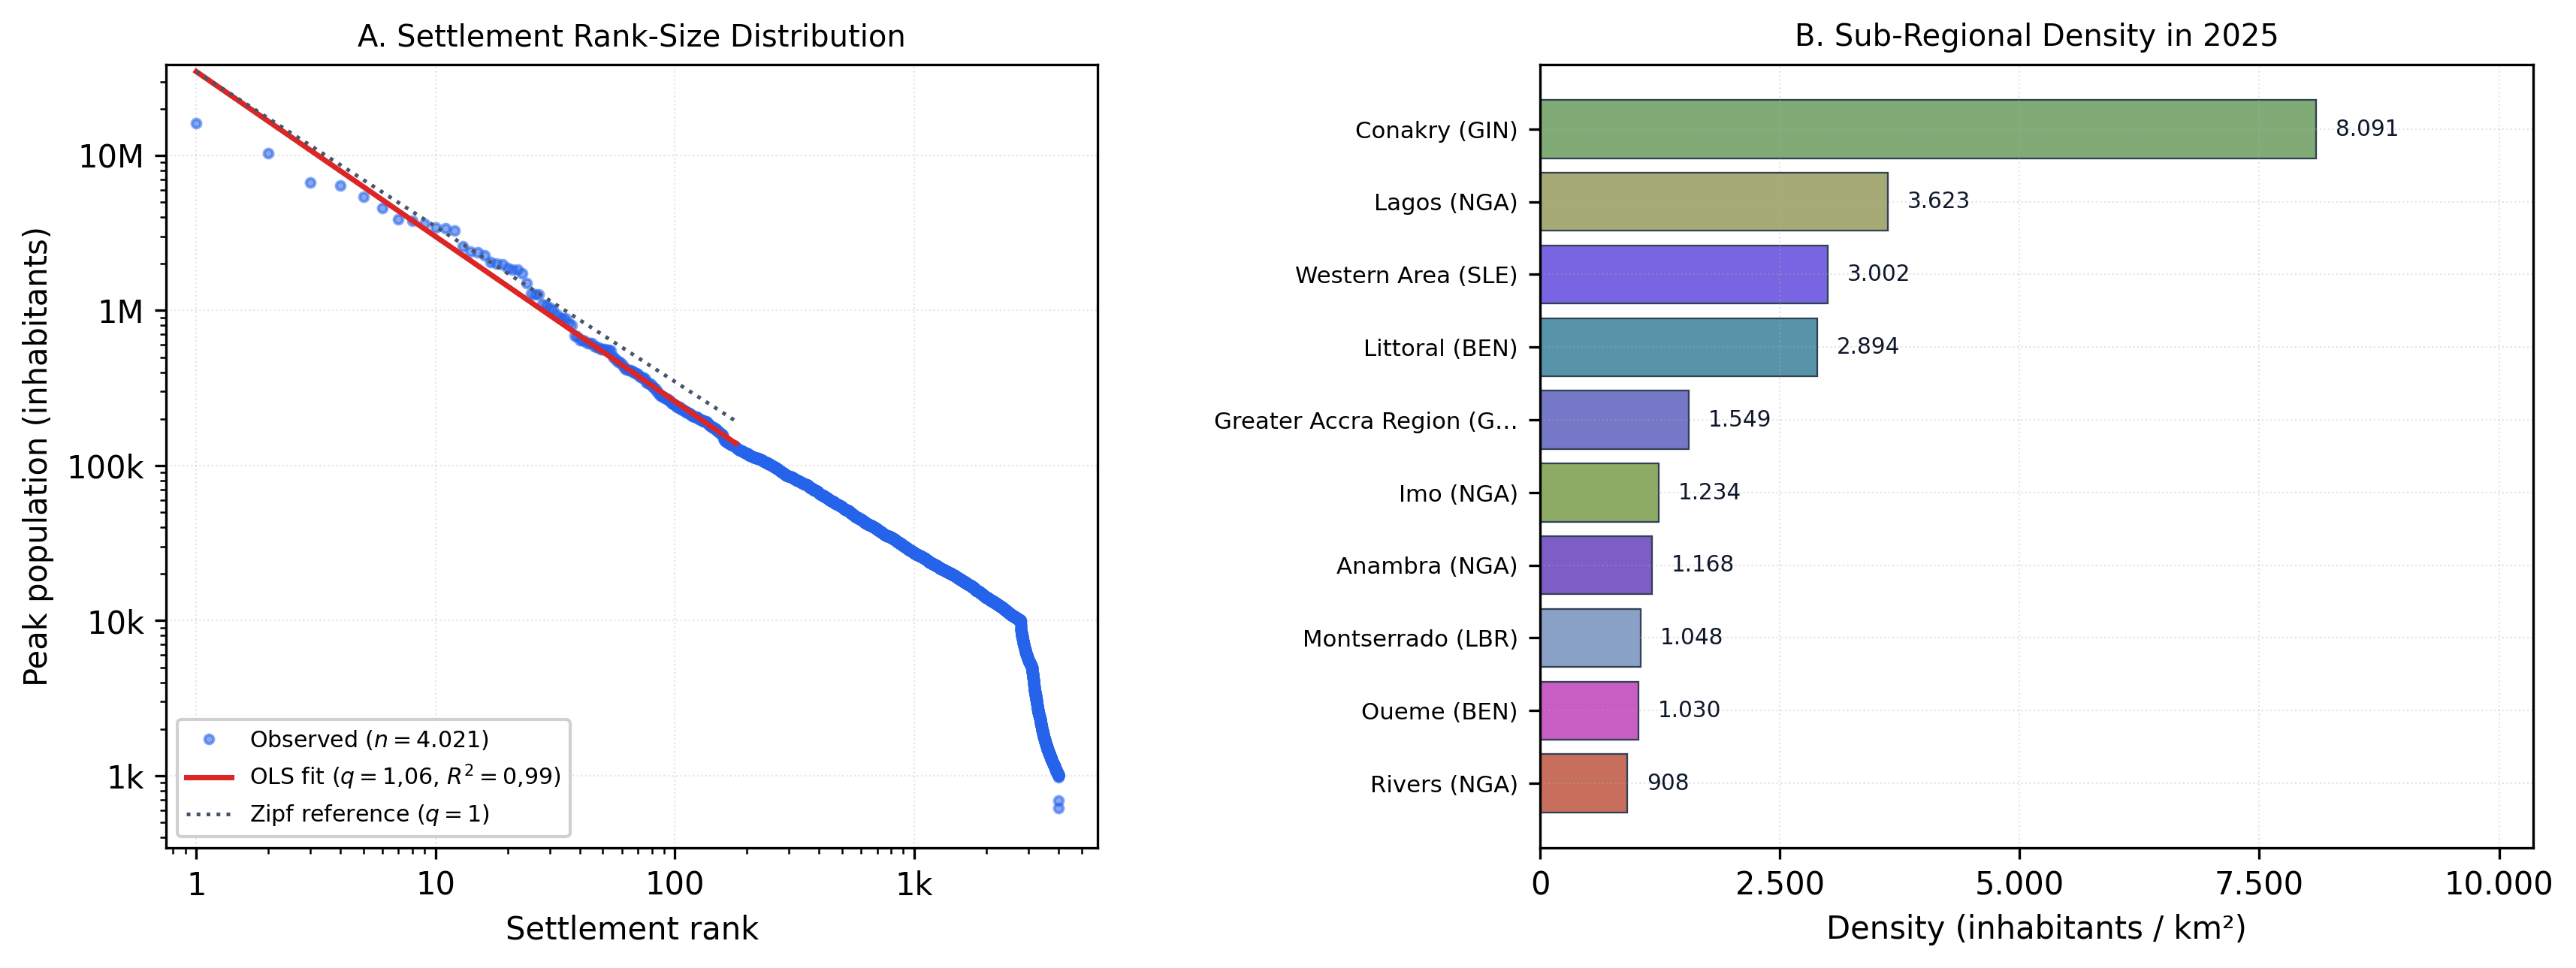 A. Settlement Rank-Size Distribution
Peak population (inhabitants)
10M
1M
100k
10k
1k
Observed (n = 4.021)
OLS fit (q = 1,06, R² = 0,99)
Zipf reference (q = 1)
1 10 100 1k
Settlement rank
B. Sub-Regional Density in 2025
Conakry (GIN) 8.091
Lagos (NGA) 3.623
Western Area (SLE) 3.002
Littoral (BEN) 2.894
Greater Accra Region (G… 1.549
Imo (NGA) 1.234
Anambra (NGA) 1.168
Montserrado (LBR) 1.048
Oueme (BEN) 1.030
Rivers (NGA) 908
0 2.500 5.000 7.500 10.000
Density (inhabitants / km²)